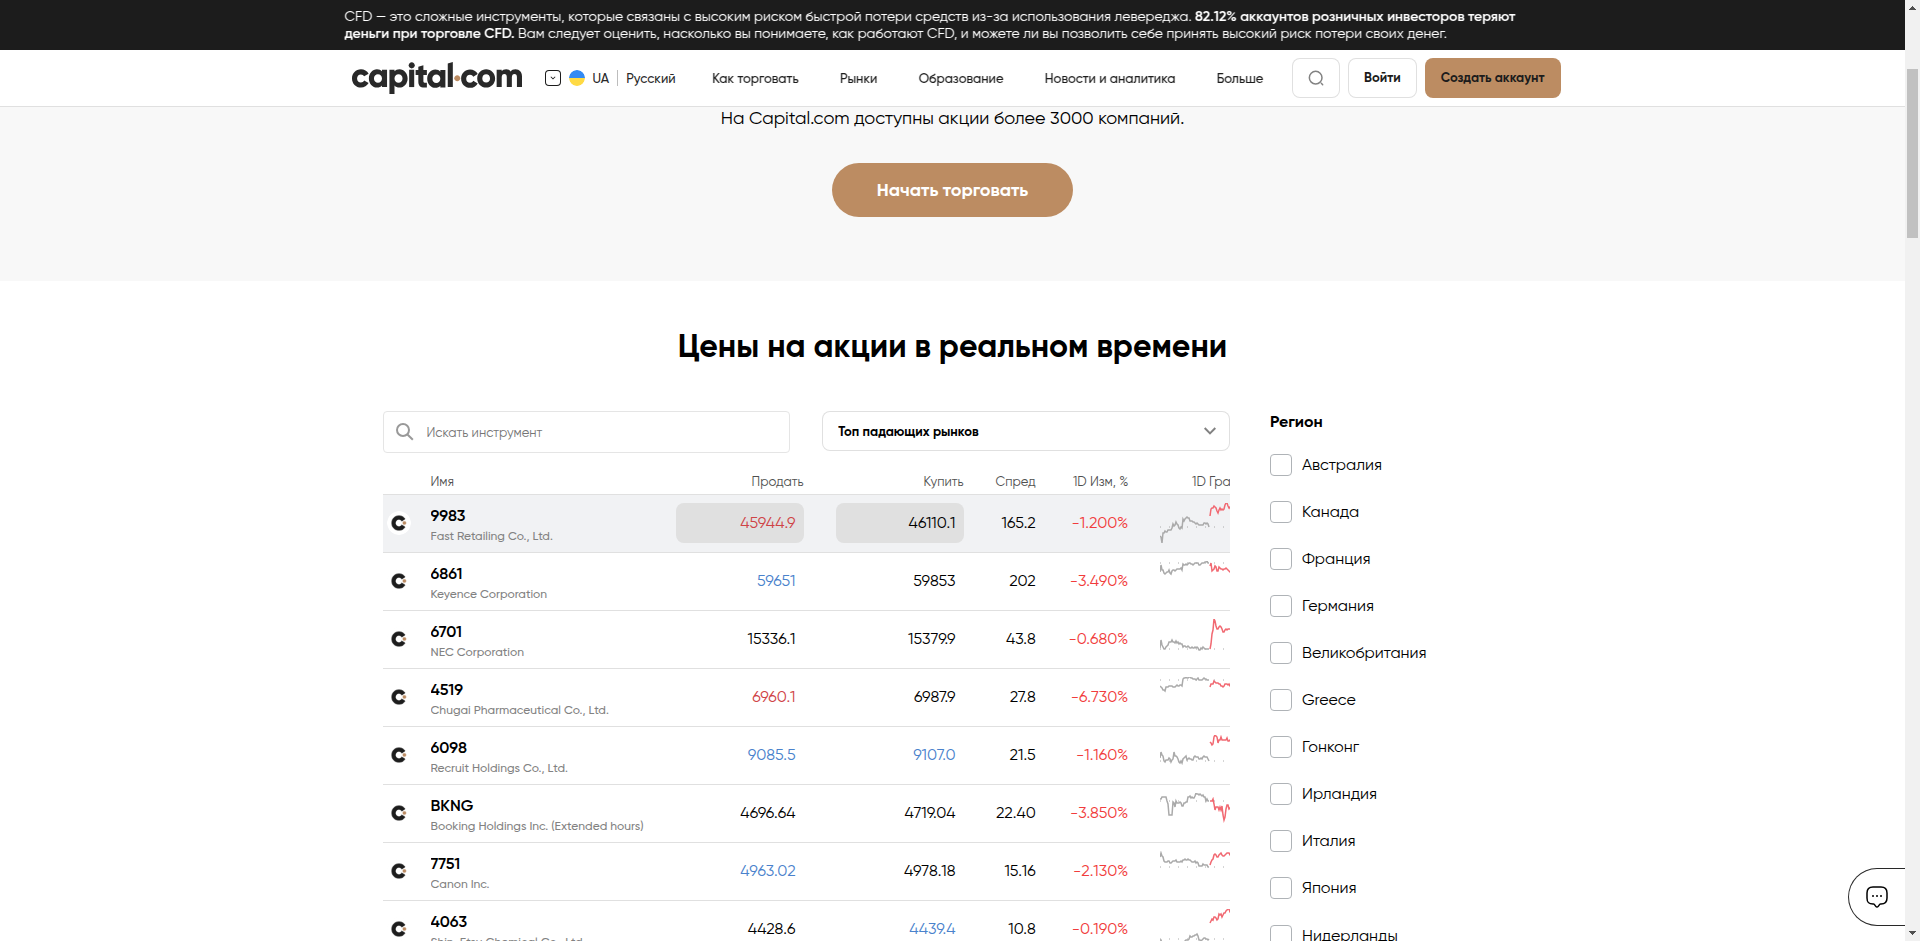 CFD — это сложные инструменты, которые связаны с высоким риском быстрой потери средств из-за использования левереджа. 82.12% аккаунтов розничных инвесторов теряют
деньги при торговле CFD. Вам следует оценить, насколько вы понимаете, как работают CFD, и можете ли вы позволить себе принять высокий риск потери своих денег.
capital.com UA Русский Как торговать Рынки Образование Новости и аналитика Больше Войти Создать аккаунт
На Capital.com доступны акции более 3000 компаний.
Начать торговать
Цены на акции в реальном времени
Искать инструмент
Топ падающих рынков
Имя Продать Купить Спред 1D Изм, % 1D Гра
9983 45944.9 46110.1 165.2 -1.200%
Fast Retailing Co., Ltd.
6861 59651 59853 202 -3.490%
Keyence Corporation
6701 15336.1 15379.9 43.8 -0.680%
NEC Corporation
4519 6960.1 6987.9 27.8 -6.730%
Chugai Pharmaceutical Co., Ltd.
6098 9085.5 9107.0 21.5 -1.160%
Recruit Holdings Co., Ltd.
BKNG 4696.64 4719.04 22.40 -3.850%
Booking Holdings Inc. (Extended hours)
7751 4963.02 4978.18 15.16 -2.130%
Canon Inc.
4063 4428.6 4439.4 10.8 -0.190%
Регион
Австралия
Канада
Франция
Германия
Великобритания
Greece
Гонконг
Ирландия
Италия
Япония
Нидерланды